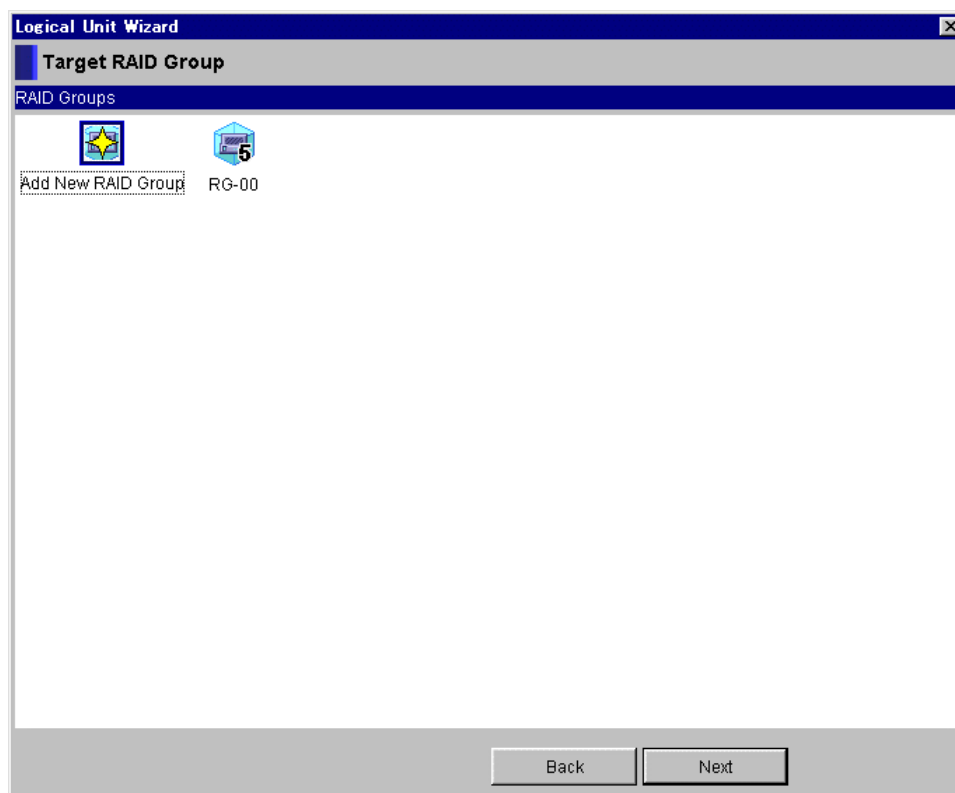 Logical Unit Wizard
Target RAID Group
RAID Groups
5
Add New RAID Group
RG-00
Back
Next